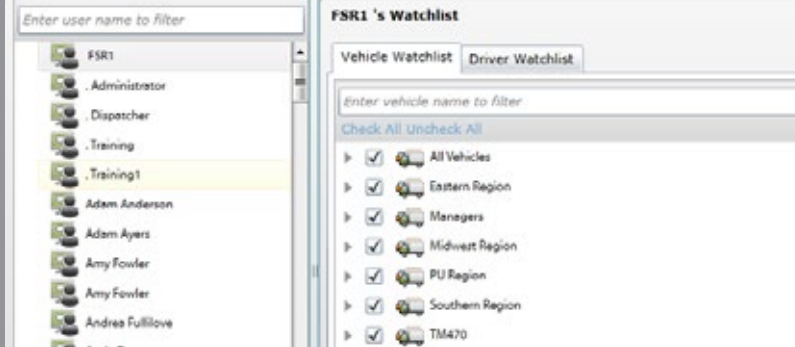 Enter user name to filter
FSR1
. Administrator
. Dispatcher
. Training
. Training1
Adam Anderson
Adam Ayers
Amy Fowler
Amy Fowler
Andrea Fullilove
FSR1 's Watchlist
Vehicle Watchlist Driver Watchlist
Enter vehicle name to filter
Check All Uncheck All
All Vehicles
Eastern Region
Managers
Midwest Region
PU Region
Southern Region
TM470